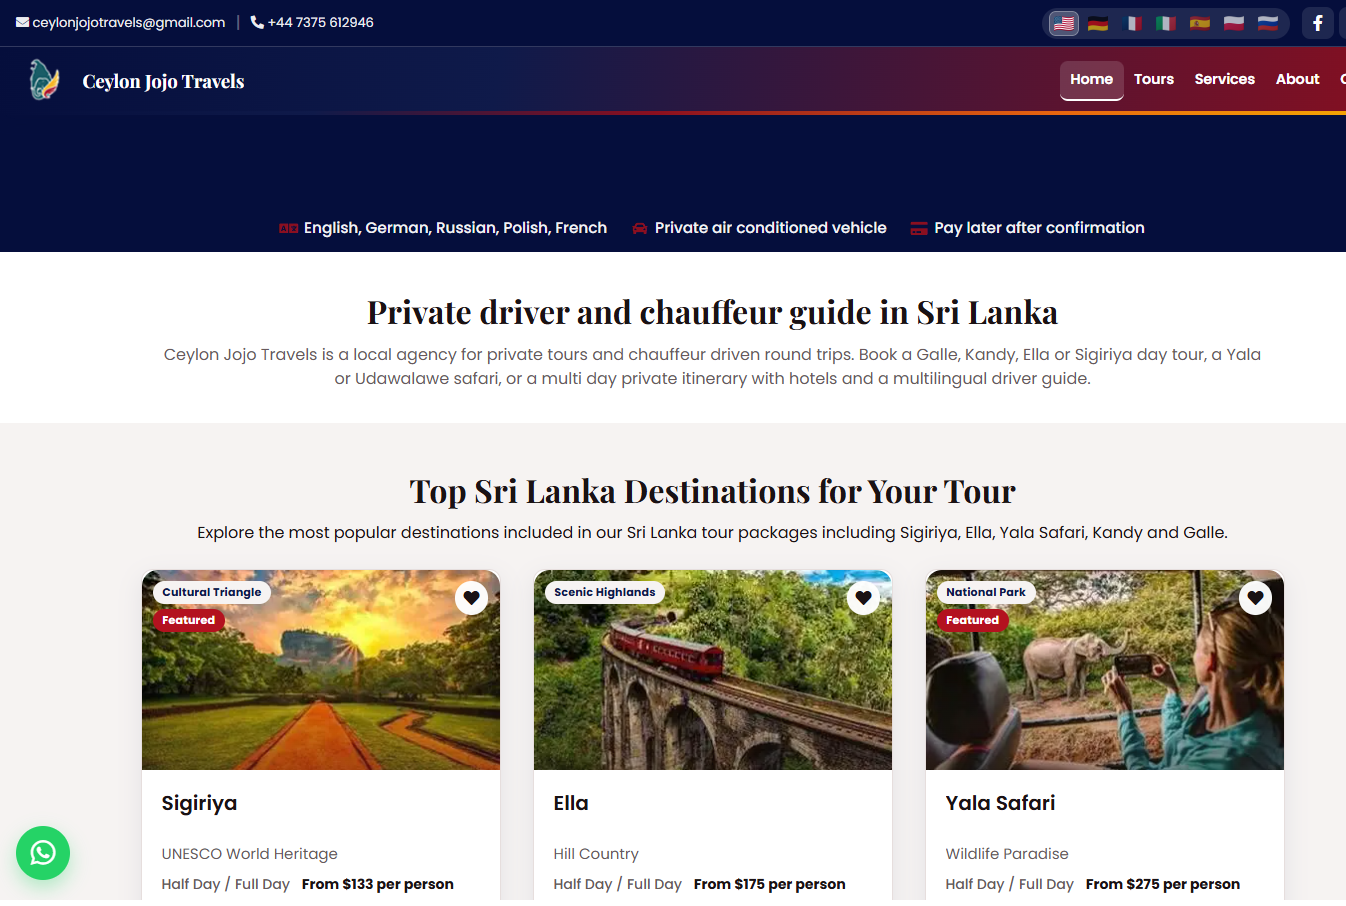 ceylonjojotravels@gmail.com | +44 7375 612946
Ceylon Jojo Travels
Home Tours Services About
English, German, Russian, Polish, French Private air conditioned vehicle Pay later after confirmation
Private driver and chauffeur guide in Sri Lanka
Ceylon Jojo Travels is a local agency for private tours and chauffeur driven round trips. Book a Galle, Kandy, Ella or Sigiriya day tour, a Yala
or Udawalawe safari, or a multi day private itinerary with hotels and a multilingual driver guide.
Top Sri Lanka Destinations for Your Tour
Explore the most popular destinations included in our Sri Lanka tour packages including Sigiriya, Ella, Yala Safari, Kandy and Galle.
Cultural Triangle
Featured
Sigiriya
UNESCO World Heritage
Half Day / Full Day From $133 per person
Scenic Highlands
Ella
Hill Country
Half Day / Full Day From $175 per person
National Park
Featured
Yala Safari
Wildlife Paradise
Half Day / Full Day From $275 per person